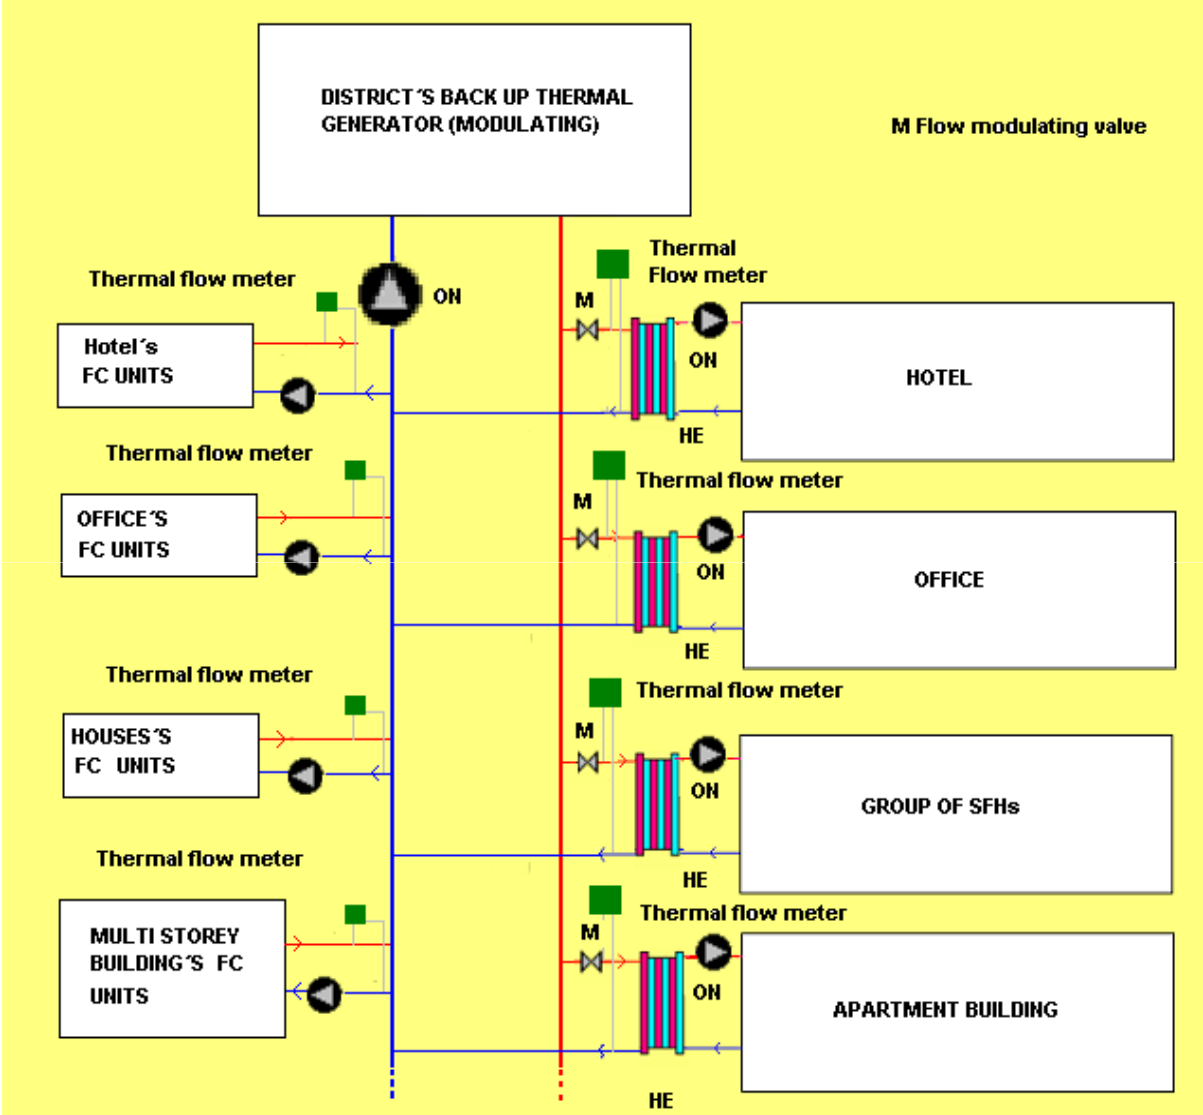 DISTRICT´S BACK UP THERMAL
GENERATOR (MODULATING)
M Flow modulating valve
Thermal
Flow meter
Thermal flow meter
ON
M
Hotel´s
FC UNITS
ON
HOTEL
HE
Thermal flow meter
Thermal flow meter
M
OFFICE´S
FC UNITS
ON
OFFICE
HE
Thermal flow meter
Thermal flow meter
M
HOUSES´S
FC UNITS
ON
GROUP OF SFHs
HE
Thermal flow meter
Thermal flow meter
M
MULTI STOREY
BUILDING´S FC
UNITS
ON
APARTMENT BUILDING
HE